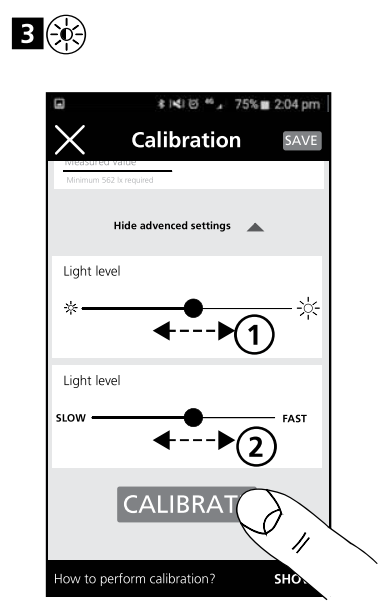 3
75% 2:04 pm
Calibration SAVE
Measured value
Minimum 562 lx required
Hide advanced settings
Light level
1
Light level
SLOW FAST
2
CALIBRAT
How to perform calibration? SHO